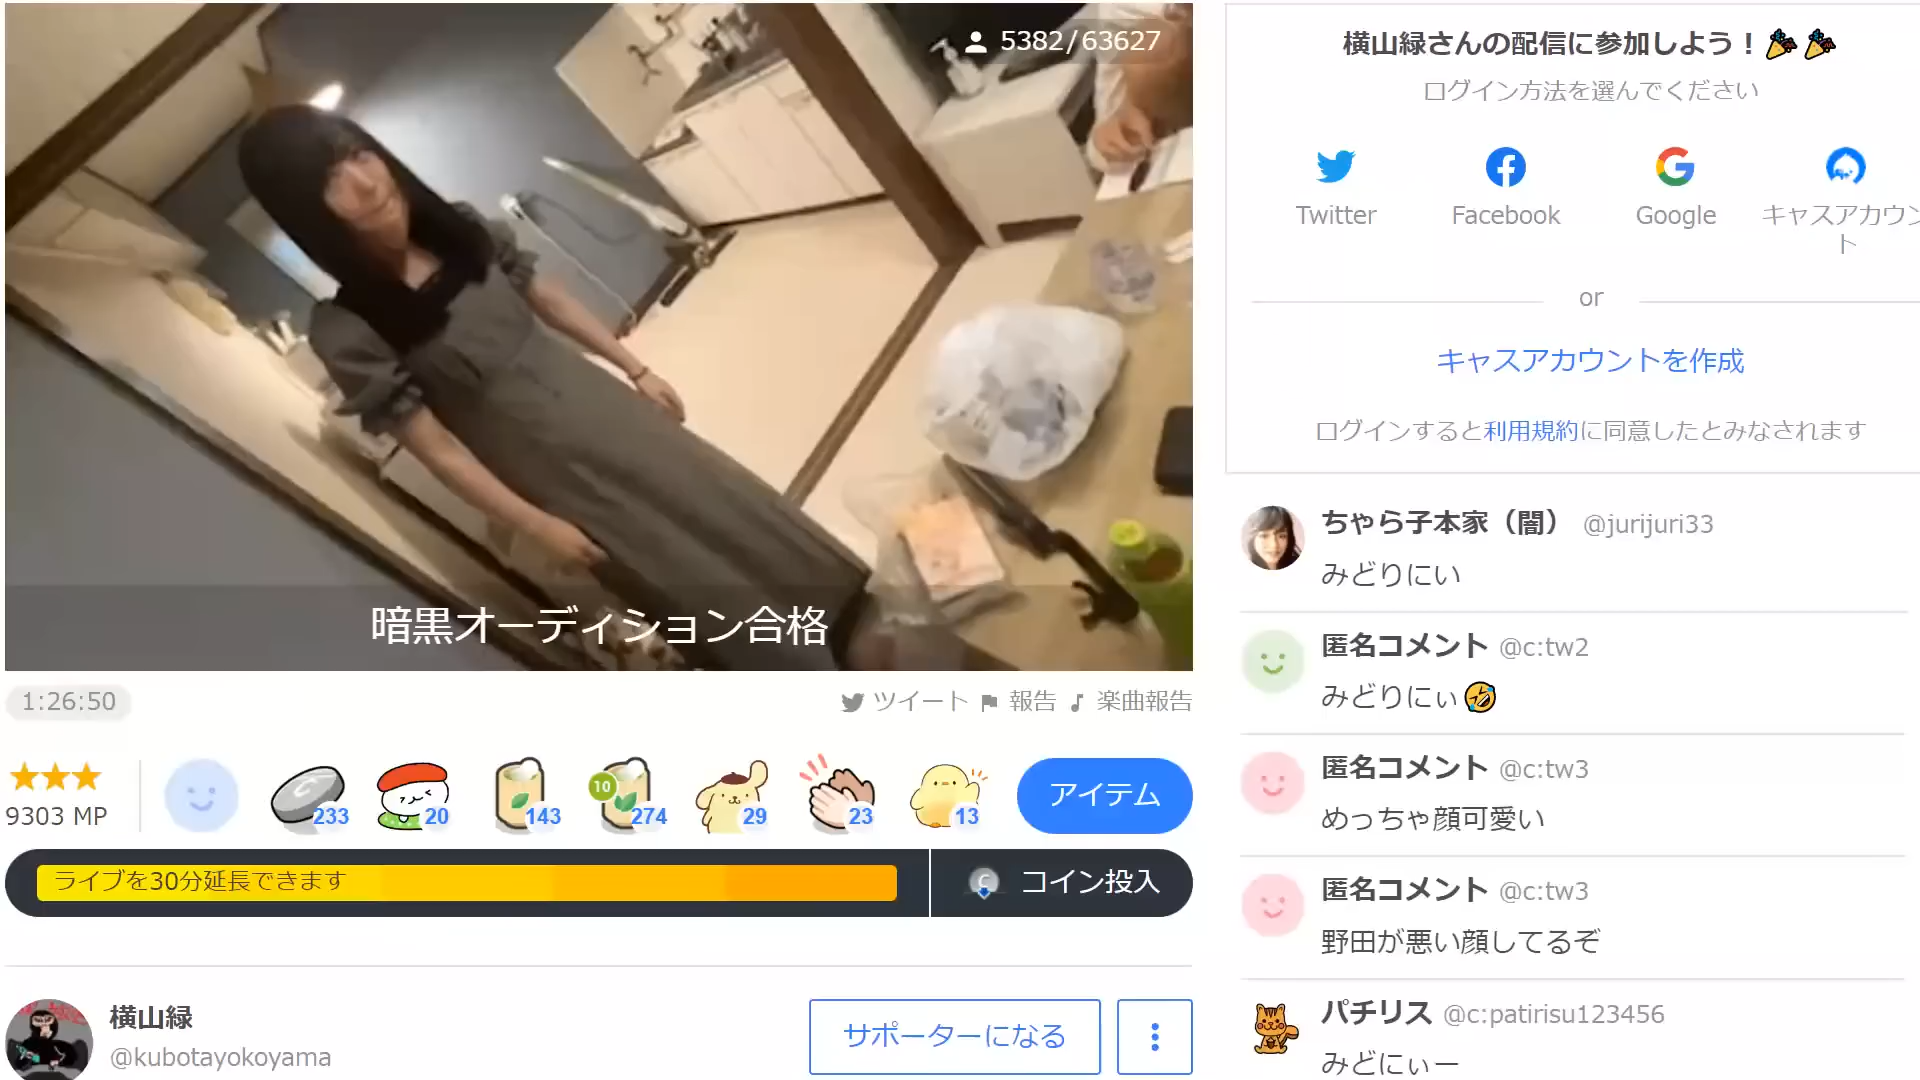 5382/63627
暗黒オーディション合格
1:26:50
ツイート 報告 楽曲報告
9303 MP
233
20
143
10
274
29
23
13
アイテム
ライブを30分延長できます
C
コイン投入
横山緑
@kubotayokoyama
サポーターになる
横山緑さんの配信に参加しよう！
ログイン方法を選んでください
Twitter
Facebook
Google
キャスアカウント
or
キャスアカウントを作成
ログインすると利用規約に同意したとみなされます
ちゃら子本家（闇） @jurijuri33
みどりにい
匿名コメント @c:tw2
みどりにぃ🤣
匿名コメント @c:tw3
めっちゃ顔可愛い
匿名コメント @c:tw3
野田が悪い顔してるぞ
パチリス @c:patirisu123456
みどにぃー